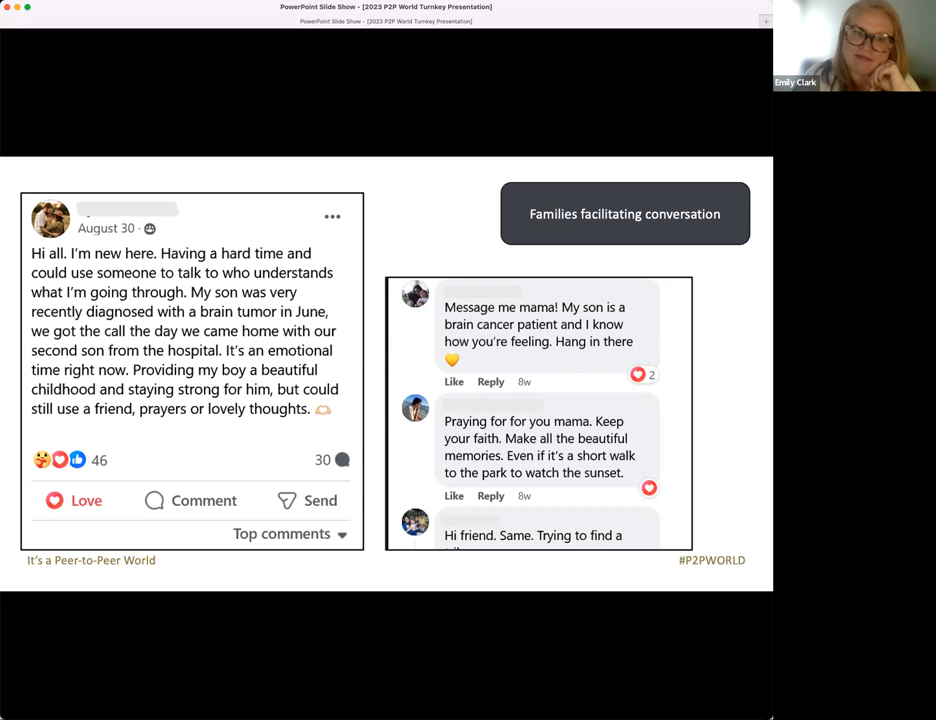 PowerPoint Slide Show - [2023 P2P World Turnkey Presentation]
PowerPoint Slide Show - [2023 P2P World Turnkey Presentation]
Emily Clark
Families facilitating conversation
August 30
Hi all. I'm new here. Having a hard time and
could use someone to talk to who understands
what I'm going through. My son was very
recently diagnosed with a brain tumor in June,
we got the call the day we came home with our
second son from the hospital. It's an emotional
time right now. Providing my boy a beautiful
childhood and staying strong for him, but could
still use a friend, prayers or lovely thoughts. 🫶🏻
46
30
Love
Comment
Send
Top comments
Message me mama! My son is a
brain cancer patient and I know
how you're feeling. Hang in there
💛
2
Like Reply 8w
Praying for for you mama. Keep
your faith. Make all the beautiful
memories. Even if it's a short walk
to the park to watch the sunset.
Like Reply 8w
Hi friend. Same. Trying to find a
It's a Peer-to-Peer World
#P2PWORLD